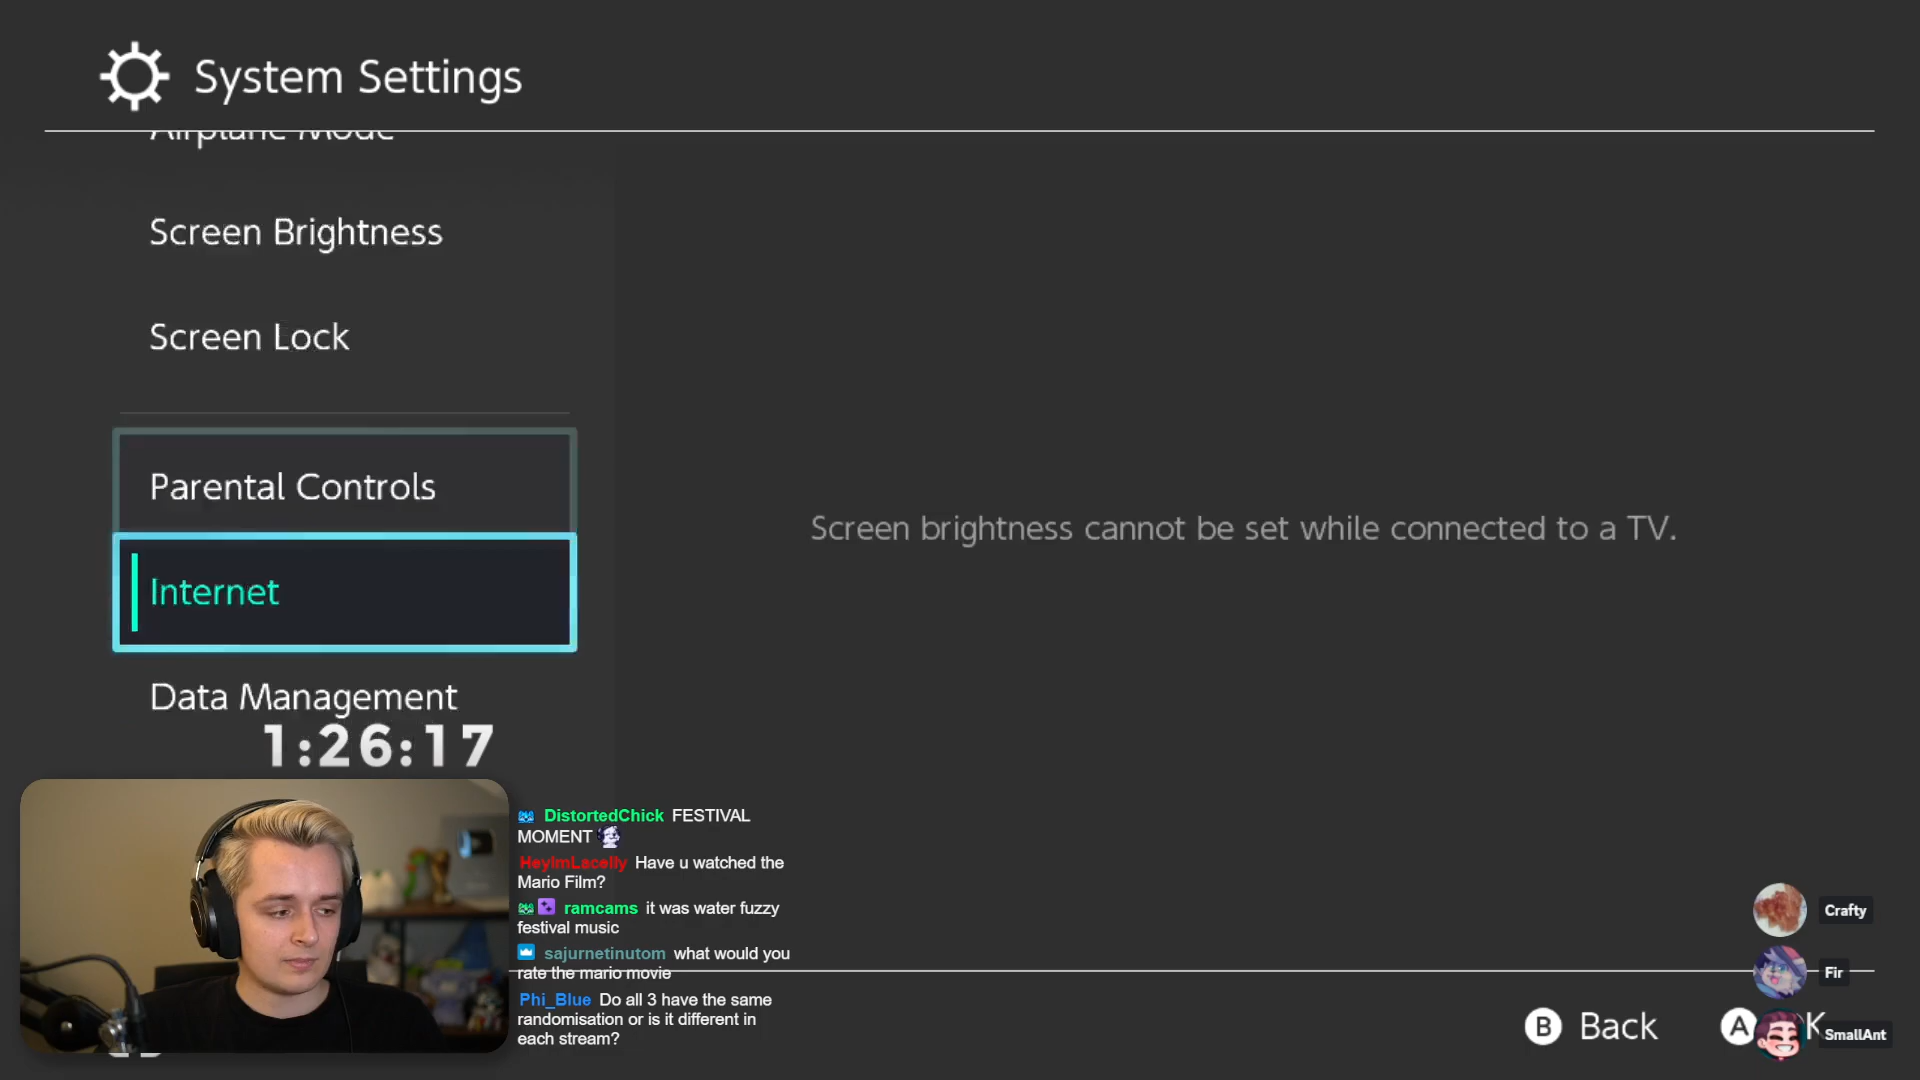 System Settings
Airplane Mode
Screen Brightness
Screen Lock
Parental Controls
Internet
Data Management
Screen brightness cannot be set while connected to a TV.
1:26:17
DistortedChick FESTIVAL
MOMENT
HeyImLacelly Have u watched the
Mario Film?
ramcams it was water fuzzy
festival music
sajurnetinutom what would you
rate the mario movie
Phi_Blue Do all 3 have the same
randomisation or is it different in
each stream?
Crafty
Fir
SmallAnt
B Back
A K